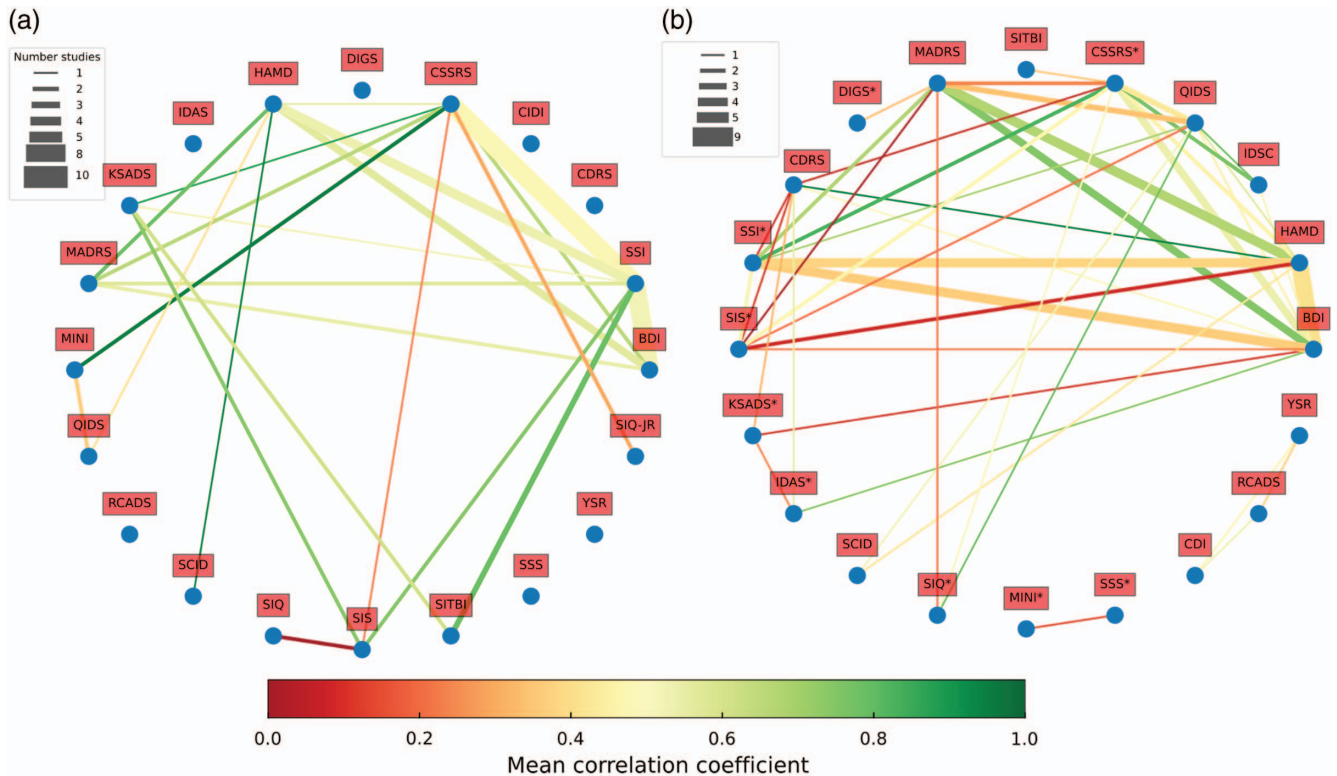 (a)
Number studies
1
2
3
4
5
8
10
DIGS
HAMD
CSSRS
IDAS
CIDI
KSADS
CDRS
MADRS
SSI
MINI
BDI
QIDS
SIQ-JR
RCADS
YSR
SCID
SSS
SIQ
SIS
SITBI
(b)
1
2
3
4
5
9
SITBI
MADRS
CSSRS*
DIGS*
QIDS
CDRS
IDSC
SSI*
HAMD
SIS*
BDI
KSADS*
YSR
IDAS*
RCADS
SCID
CDI
SIQ*
MINI*
SSS*
0.0
0.2
0.4
0.6
0.8
1.0
Mean correlation coefficient